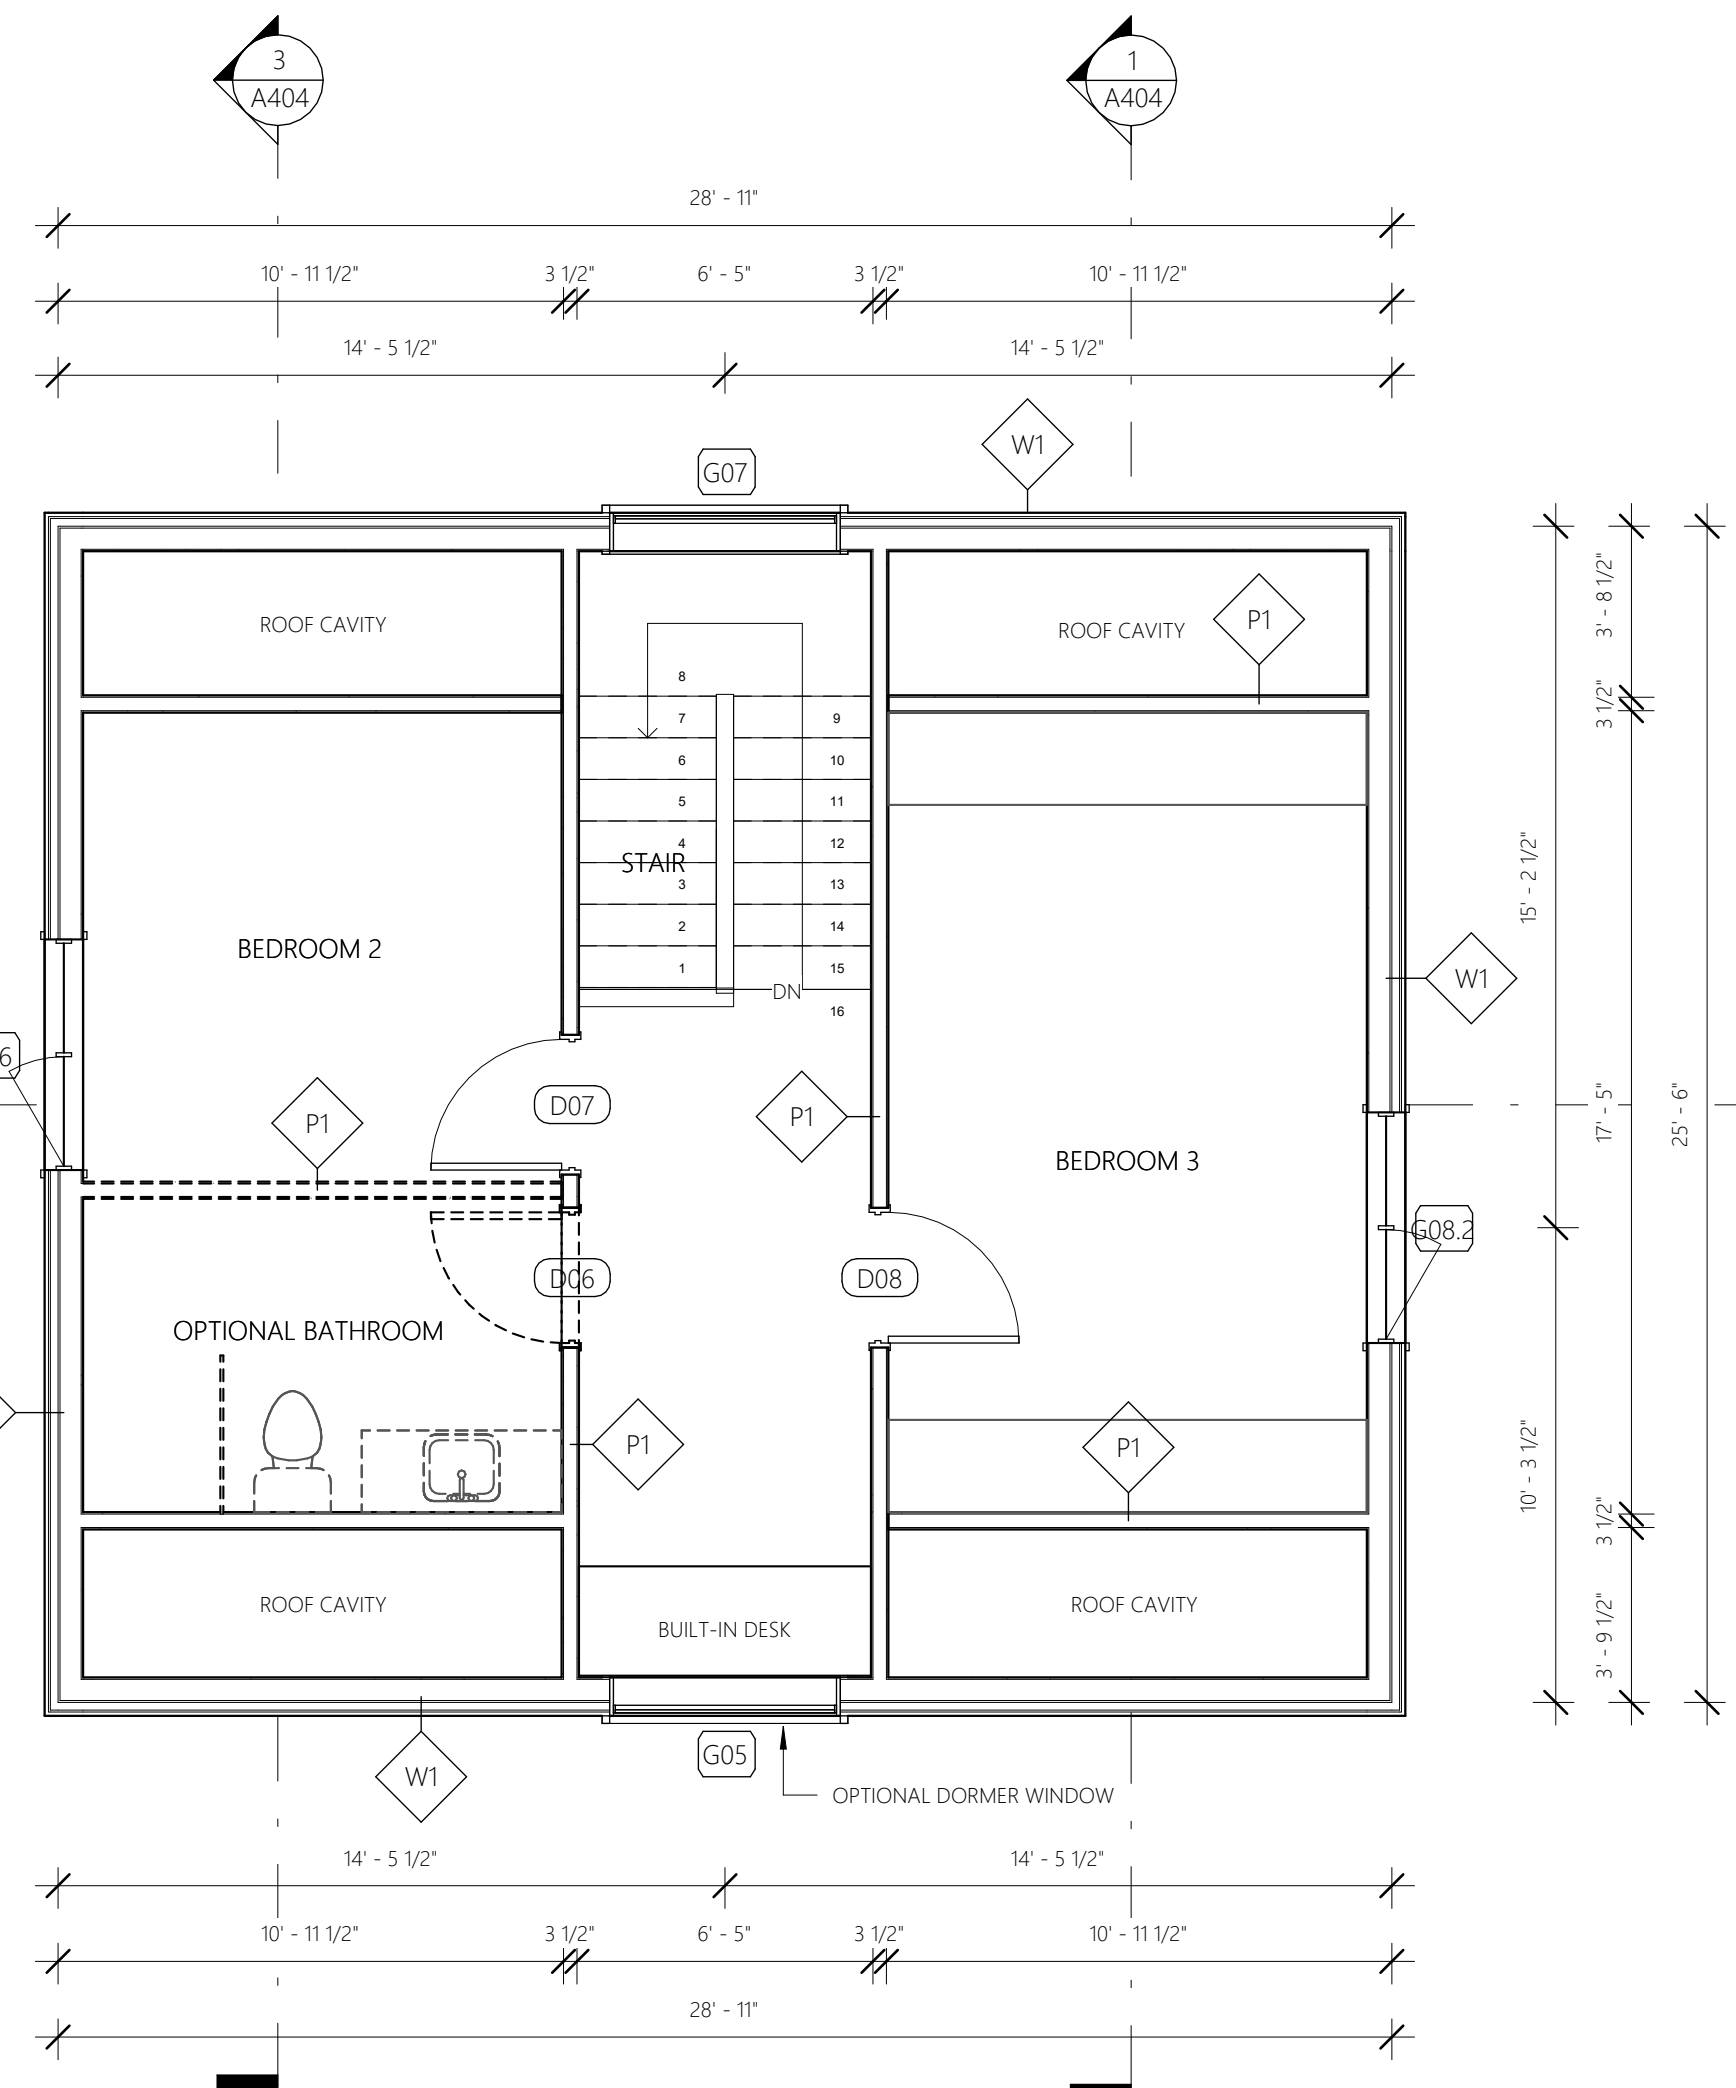 3
A404
1
A404
28' - 11"
10' - 11 1/2"
3 1/2"
6' - 5"
3 1/2"
10' - 11 1/2"
14' - 5 1/2"
14' - 5 1/2"
W1
G07
ROOF CAVITY
ROOF CAVITY
P1
3' - 8 1/2"
3 1/2"
8
7
9
6
10
5
11
4
12
STAIR
3
13
2
14
1
15
DN
16
15' - 2 1/2"
BEDROOM 2
W1
6
D07
P1
P1
17' - 5"
25' - 6"
BEDROOM 3
G08.2
D06
D08
OPTIONAL BATHROOM
P1
P1
10' - 3 1/2"
3 1/2"
ROOF CAVITY
BUILT-IN DESK
ROOF CAVITY
3' - 9 1/2"
G05
W1
OPTIONAL DORMER WINDOW
14' - 5 1/2"
14' - 5 1/2"
10' - 11 1/2"
3 1/2"
6' - 5"
3 1/2"
10' - 11 1/2"
28' - 11"